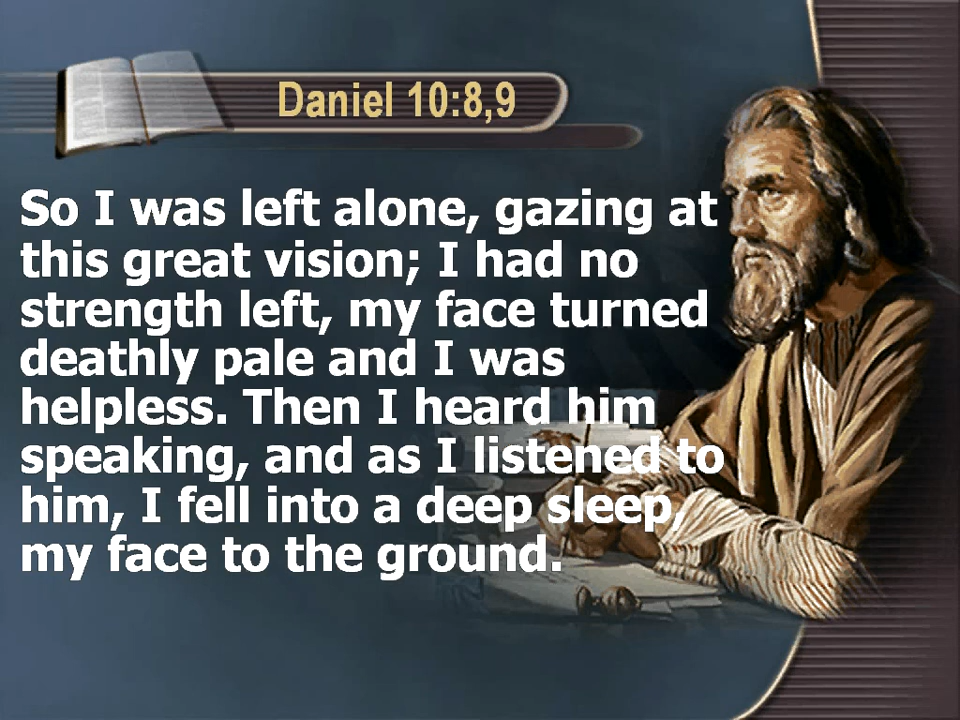 Daniel 10:8,9
So I was left alone, gazing at
this great vision; I had no
strength left, my face turned
deathly pale and I was
helpless. Then I heard him
speaking, and as I listened to
him, I fell into a deep sleep,
my face to the ground.